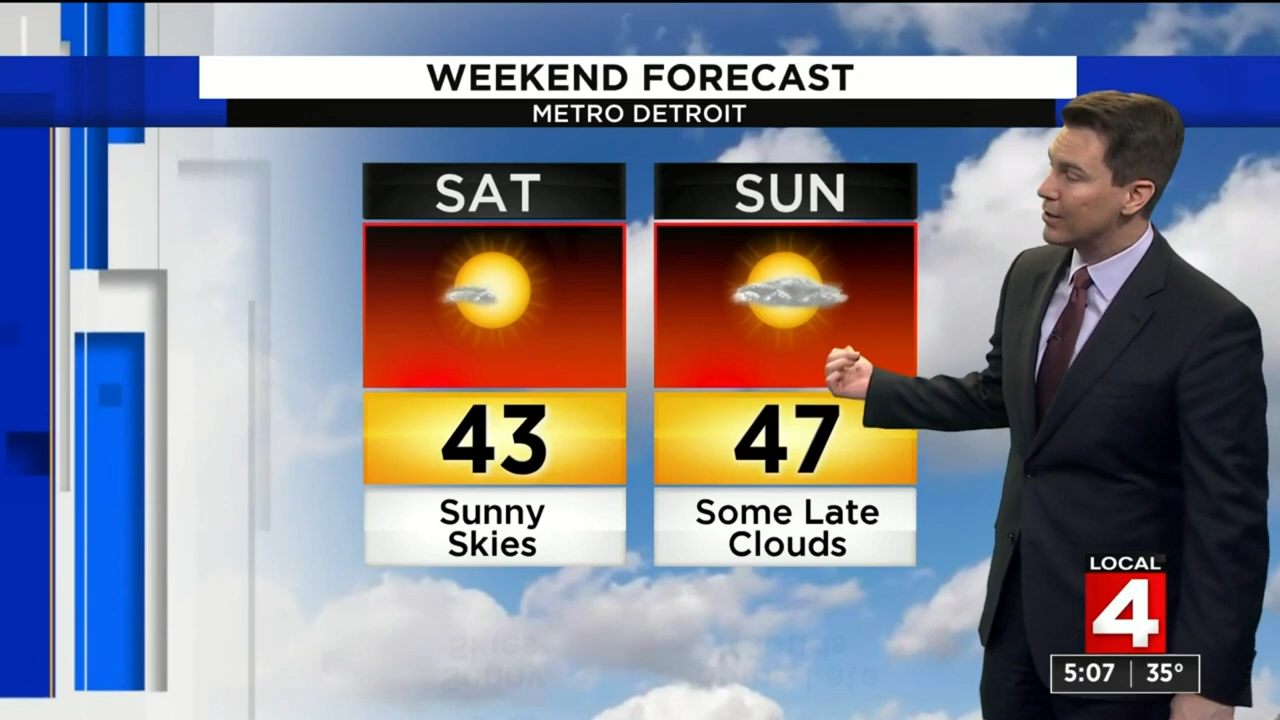 WEEKEND FORECAST
METRO DETROIT
SAT
SUN
43
47
Sunny
Skies
Some Late
Clouds
LOCAL
4
5:07 | 35°